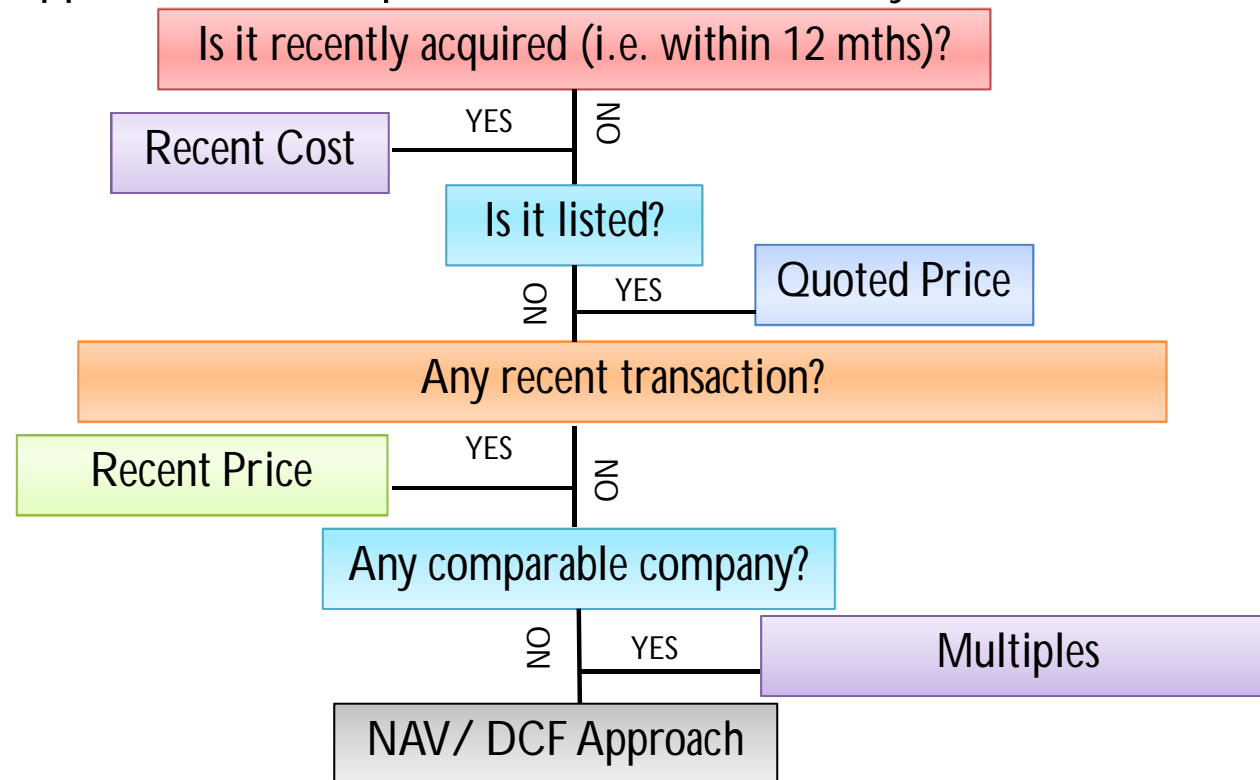 Is it recently acquired (i.e. within 12 mths)?
YES
NO
Recent Cost
Is it listed?
NO
YES
Quoted Price
Any recent transaction?
YES
NO
Recent Price
Any comparable company?
NO
YES
Multiples
NAV/ DCF Approach